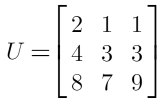 U = [ 2 1 1
4 3 3
8 7 9 ]